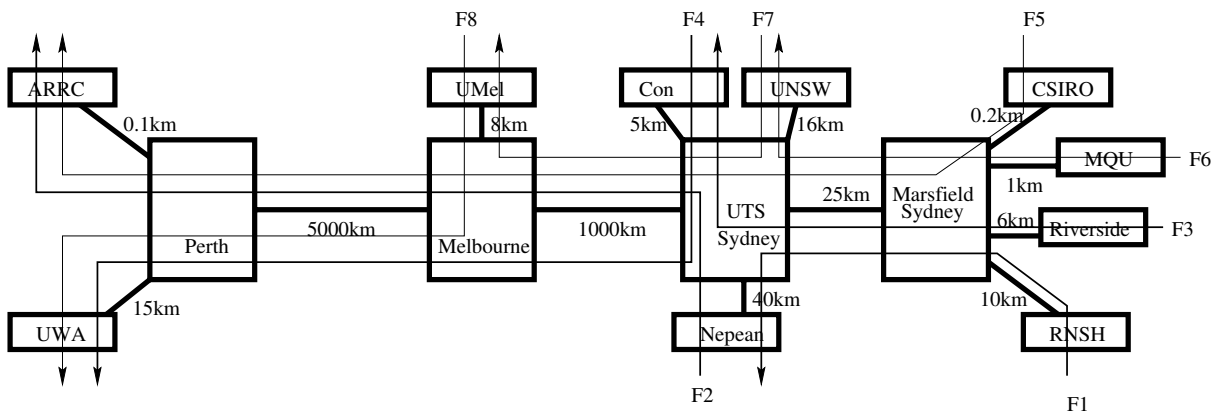 F8
F4
F7
F5
ARRC
UMel
Con
UNSW
CSIRO
0.1km
8km
5km
16km
0.2km
MQU
F6
1km
Perth
5000km
Melbourne
1000km
UTS
Sydney
25km
Marsfield
Sydney
6km
Riverside
F3
15km
40km
10km
UWA
Nepean
RNSH
F2
F1